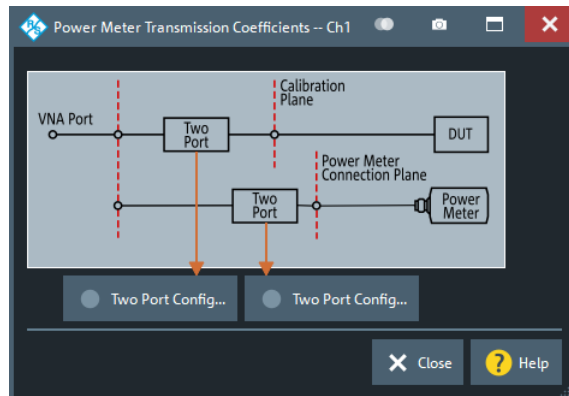 Power Meter Transmission Coefficients -- Ch1
Calibration
Plane
VNA Port
Two
Port
DUT
Power Meter
Connection Plane
Two
Port
Power
Meter
Two Port Config...
Two Port Config...
Close
? Help